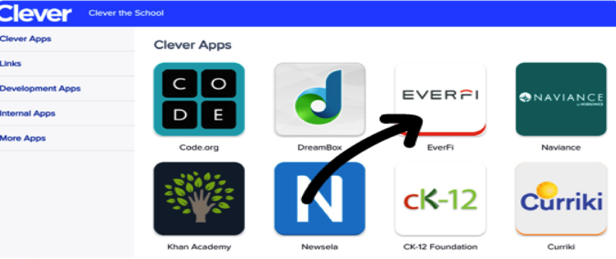 Clever
Clever the School
Clever Apps
Links
Development Apps
Internal Apps
More Apps
Clever Apps
C O
D E
Code.org
d
DreamBox
EVERFI
EverFi
NAVIANCE
Naviance
Khan Academy
N
Newsela
cK-12
CK-12 Foundation
Curriki
Curriki